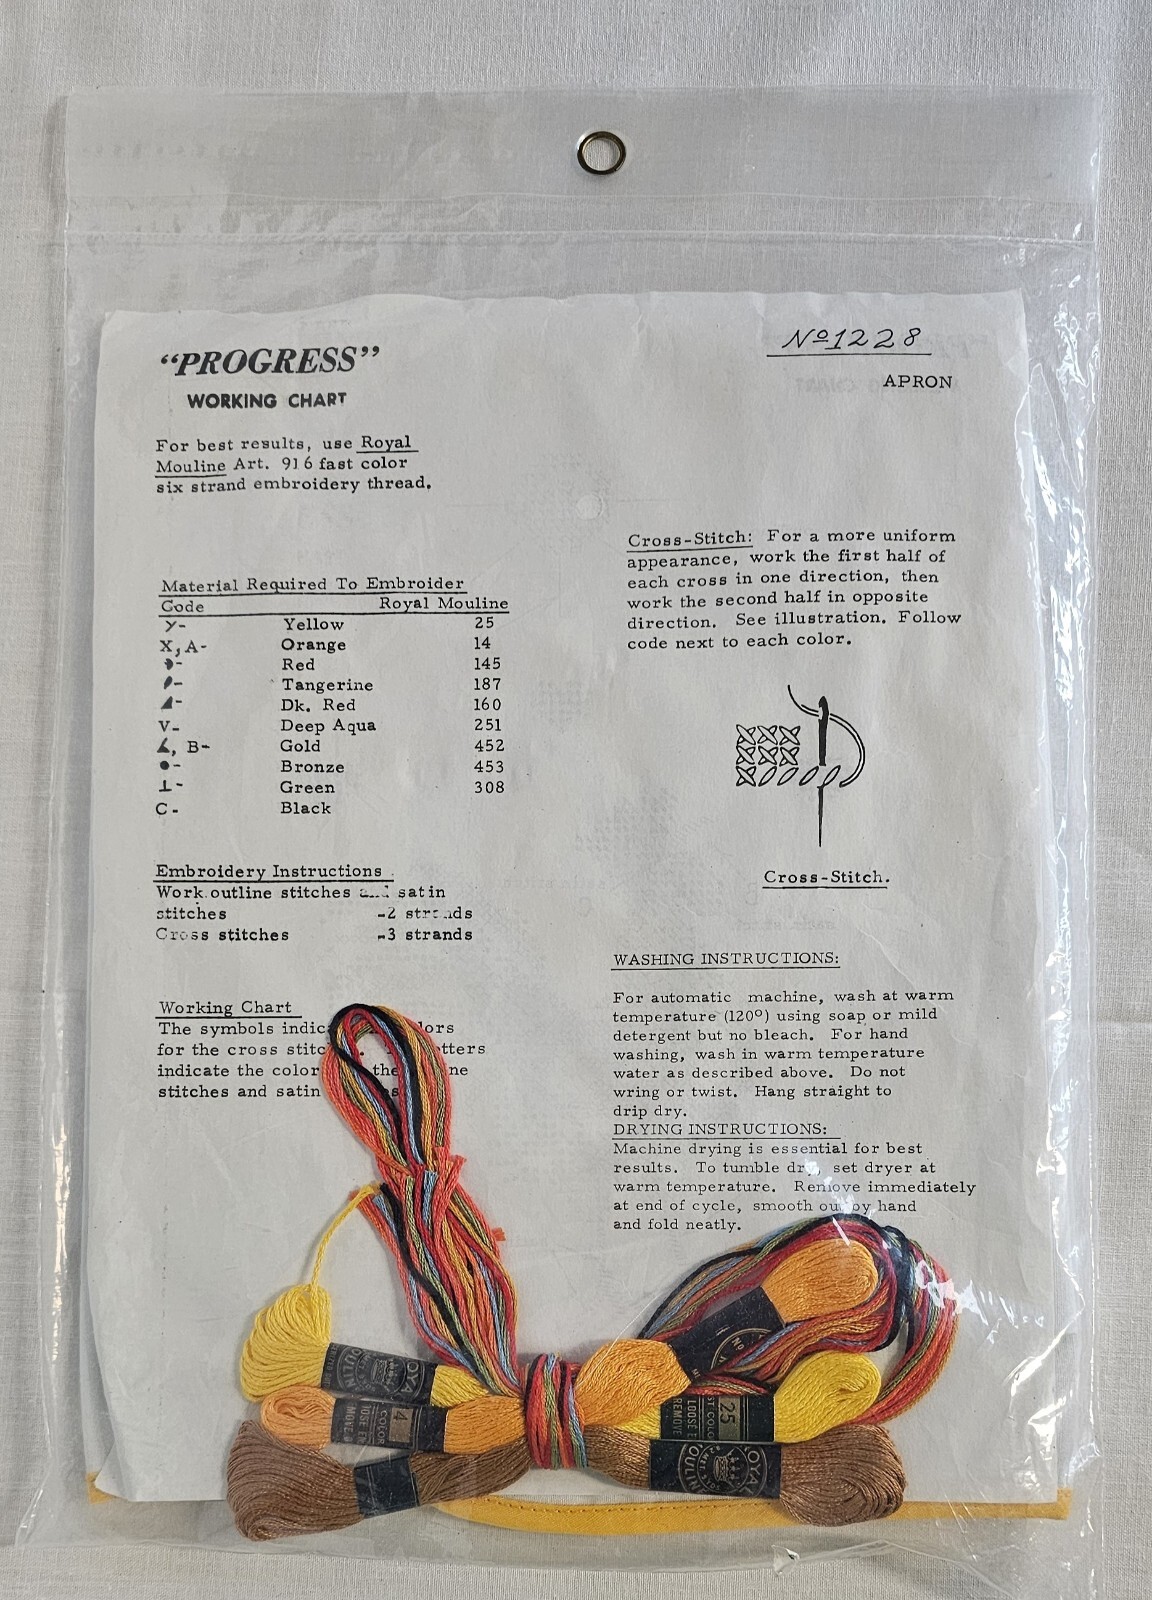 "PROGRESS"
WORKING CHART
Nº1228
APRON
For best results, use Royal
Mouline Art. 916 fast color
six strand embroidery thread.
Material Required To Embroider
Code Royal Mouline
Y- Yellow 25
X, A- Orange 14
- Red 145
- Tangerine 187
- Dk. Red 160
V- Deep Aqua 251
, B- Gold 452
●- Bronze 453
⊥- Green 308
C- Black
Embroidery Instructions
Work outline stitches and satin
stitches -2 strands
Cross stitches -3 strands
Working Chart
The symbols
for the cross
indicate the color
stitches and satin
Cross-Stitch: For a more uniform
appearance, work the first half of
each cross in one direction, then
work the second half in opposite
direction. See illustration. Follow
code next to each color.
Cross-Stitch.
WASHING INSTRUCTIONS:
For automatic machine, wash at warm
temperature (120º) using soap or mild
detergent but no bleach. For hand
washing, wash in warm temperature
water as described above. Do not
wring or twist. Hang straight to
drip dry.
DRYING INSTRUCTIONS:
Machine drying is essential for best
results. To tumble dry, set dryer at
warm temperature. Remove immediately
at end of cycle, smooth out by hand
and fold neatly.
25
LOOSE
REMOVE
COLOR
4